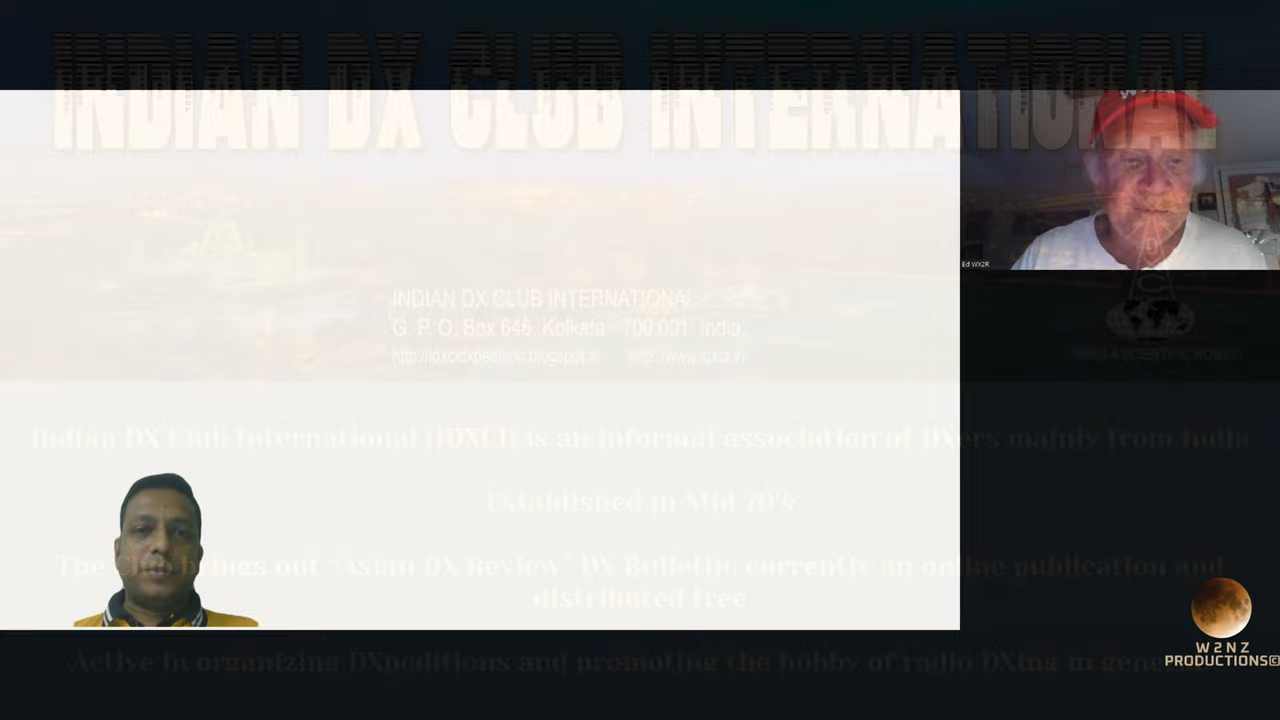 INDIAN DX CLUB INTERNATIONAL
Ed WX2R
INDIAN DX CLUB INTERNATIONAL
G. P. O. Box 646 Kolkata 700 001. India.
Indian DX Club International (IDXCI) is an informal association of DXers mainly from India
Established in Mid 70's
The Club brings out "Asian DX Review" DX Bulletin, currently an online publication and
distributed free
Active in organizing DXpeditions and promoting the hobby of radio DXing in general
W2NZ
PRODUCTIONS©